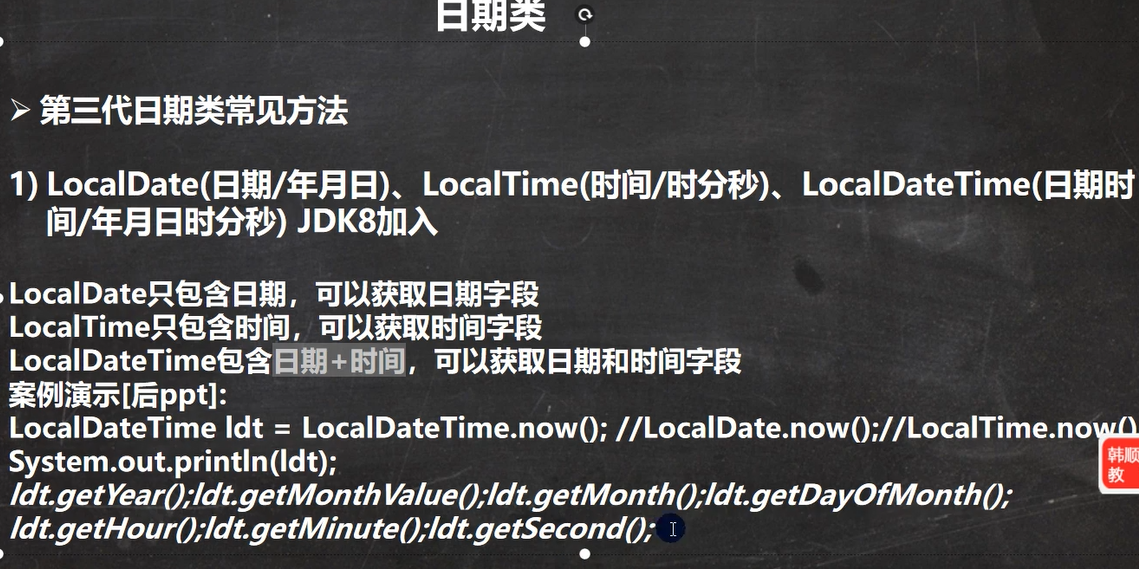 日期类
➢ 第三代日期类常见方法
1) LocalDate(日期/年月日)、LocalTime(时间/时分秒)、LocalDateTime(日期时
间/年月日时分秒) JDK8加入
LocalDate只包含日期，可以获取日期字段
LocalTime只包含时间，可以获取时间字段
LocalDateTime包含日期+时间，可以获取日期和时间字段
案例演示[后ppt]:
LocalDateTime ldt = LocalDateTime.now(); //LocalDate.now();//LocalTime.now()
System.out.println(ldt);
ldt.getYear();ldt.getMonthValue();ldt.getMonth();ldt.getDayOfMonth();
ldt.getHour();ldt.getMinute();ldt.getSecond();
韩顺
教